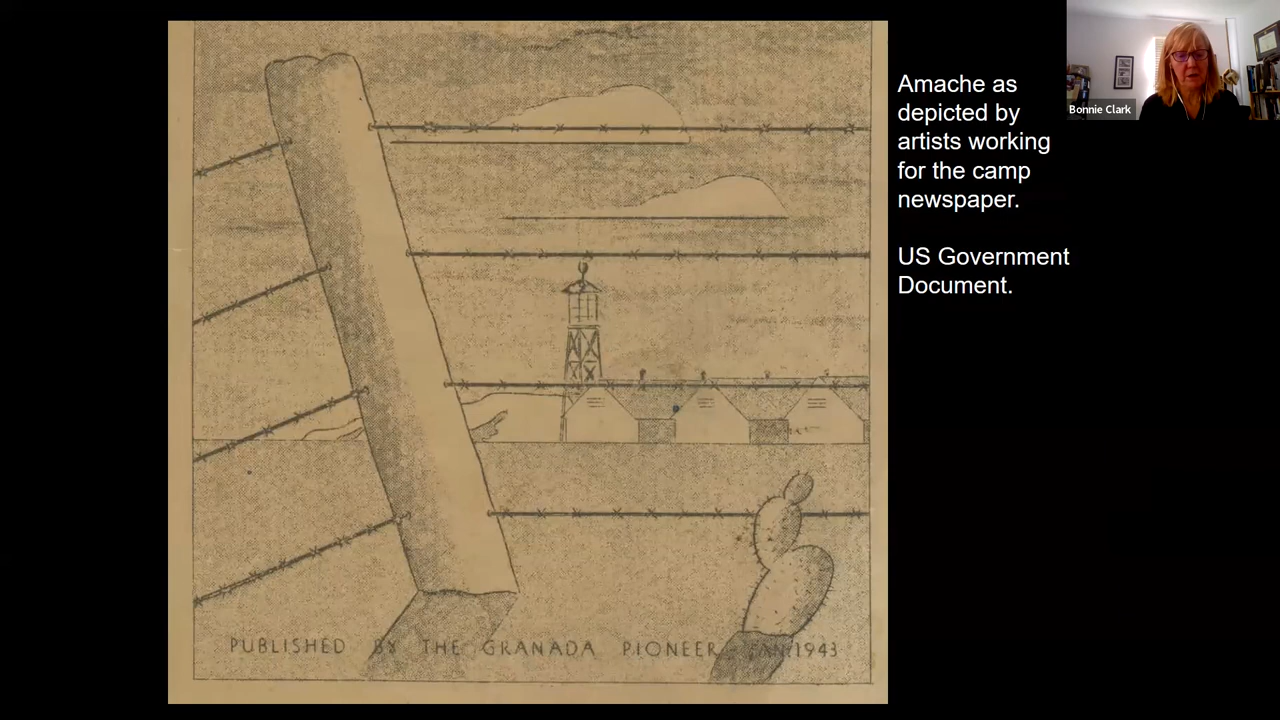 Amache as
depicted by
artists working
for the camp
newspaper.
US Government
Document.
Bonnie Clark
PUBLISHED BY THE GRANADA PIONEER JAN. 1943